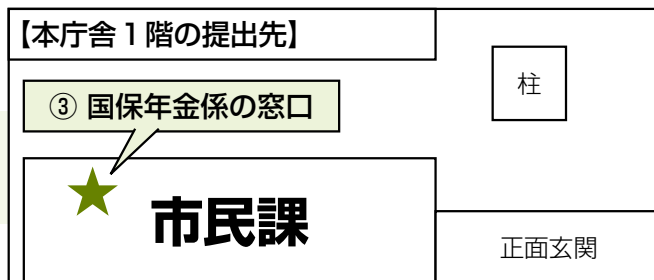 【本庁舎１階の提出先】
柱
③ 国保年金係の窓口
市民課
正面玄関